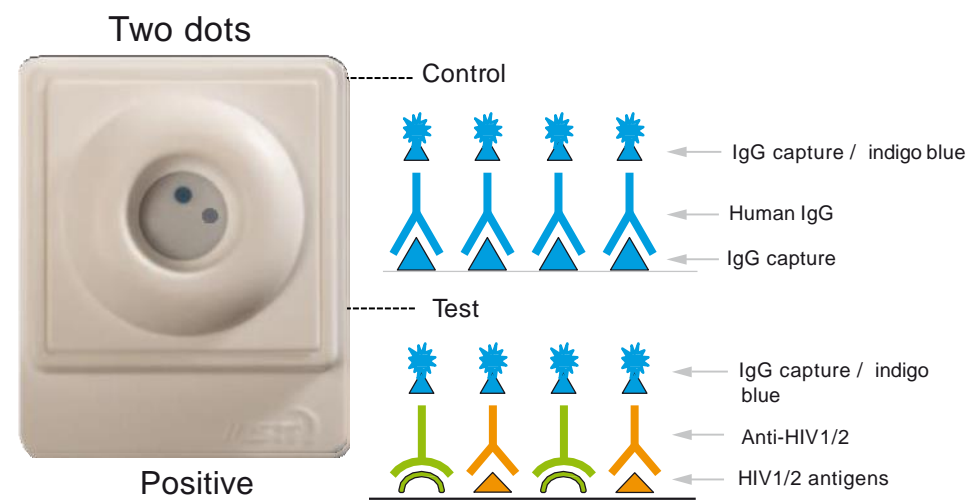 Two dots
Control
IgG capture / indigo blue
Human IgG
IgG capture
Test
IgG capture / indigo
blue
Anti-HIV1/2
HIV1/2 antigens
Positive